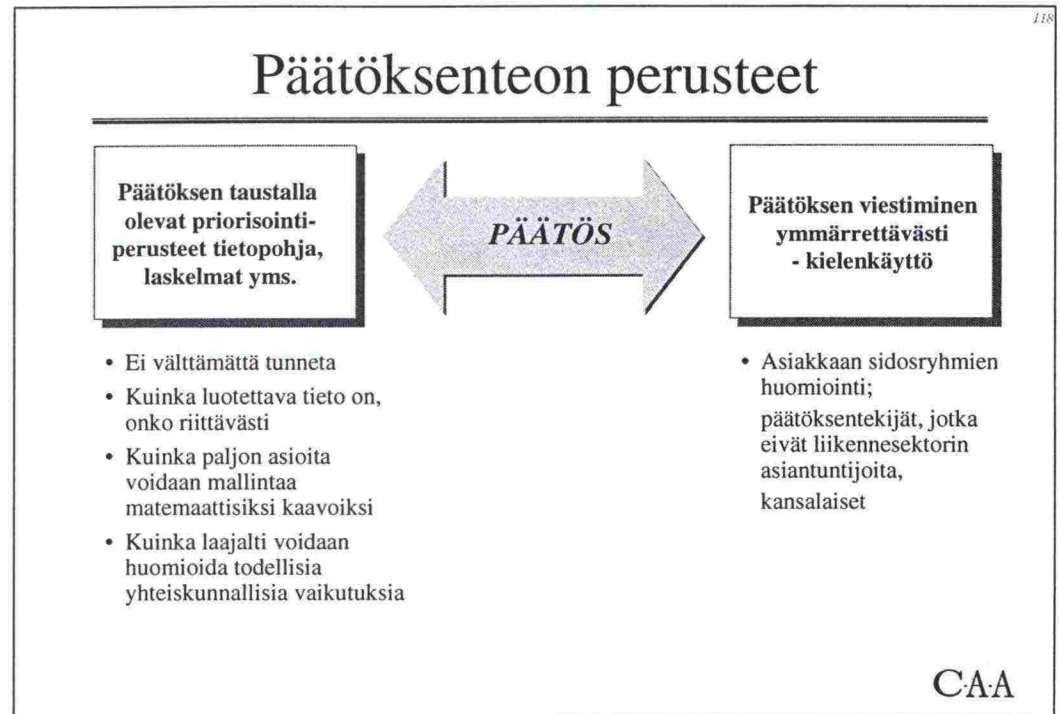 118
Päätöksenteon perusteet
Päätöksen taustalla
olevat priorisointi-
perusteet tietopohja,
laskelmat yms.
PÄÄTÖS
Päätöksen viestiminen
ymmärrettävästi
- kielenkäyttö
• Ei välttämättä tunneta
• Kuinka luotettava tieto on,
onko riittävästi
• Kuinka paljon asioita
voidaan mallintaa
matemaattisiksi kaavoiksi
• Kuinka laajalti voidaan
huomioida todellisia
yhteiskunnallisia vaikutuksia
• Asiakkaan sidosryhmien
huomiointi;
päätöksentekijät, jotka
eivät liikennesektorin
asiantuntijoita,
kansalaiset
C·A·A